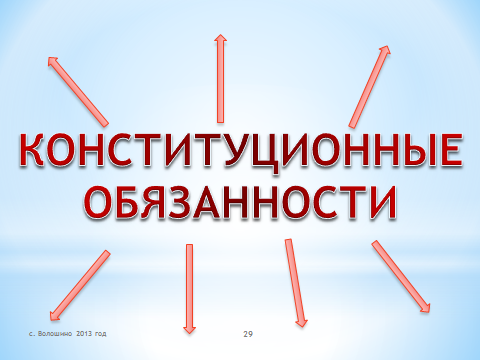 КОНСТИТУЦИОННЫЕ
ОБЯЗАННОСТИ
с. Волошино 2013 год
29